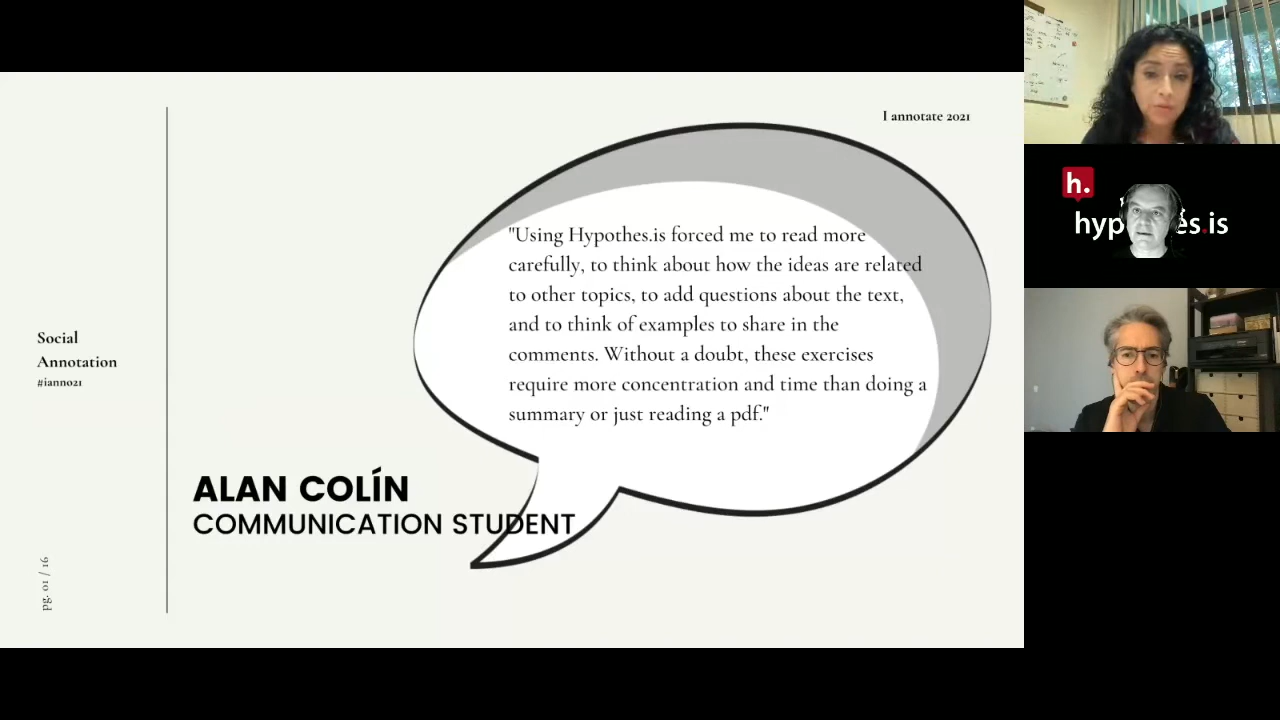 I annotate 2021
"Using Hypothes.is forced me to read more
carefully, to think about how the ideas are related
to other topics, to add questions about the text,
and to think of examples to share in the
comments. Without a doubt, these exercises
require more concentration and time than doing a
summary or just reading a pdf."
Social
Annotation
#ianno21
ALAN COLÍN
COMMUNICATION STUDENT
pg. 01 / 16
h.
hyp es.is